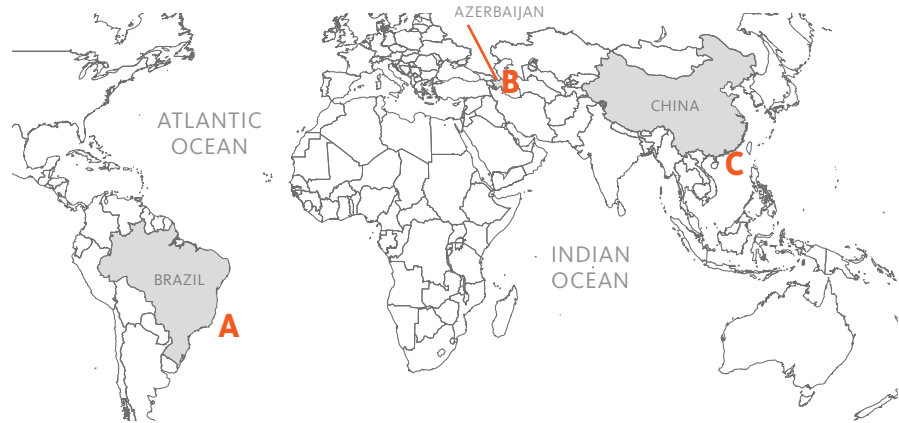 AZERBAIJAN
B
CHINA
ATLANTIC
OCEAN
C
INDIAN
OCEAN
BRAZIL
A